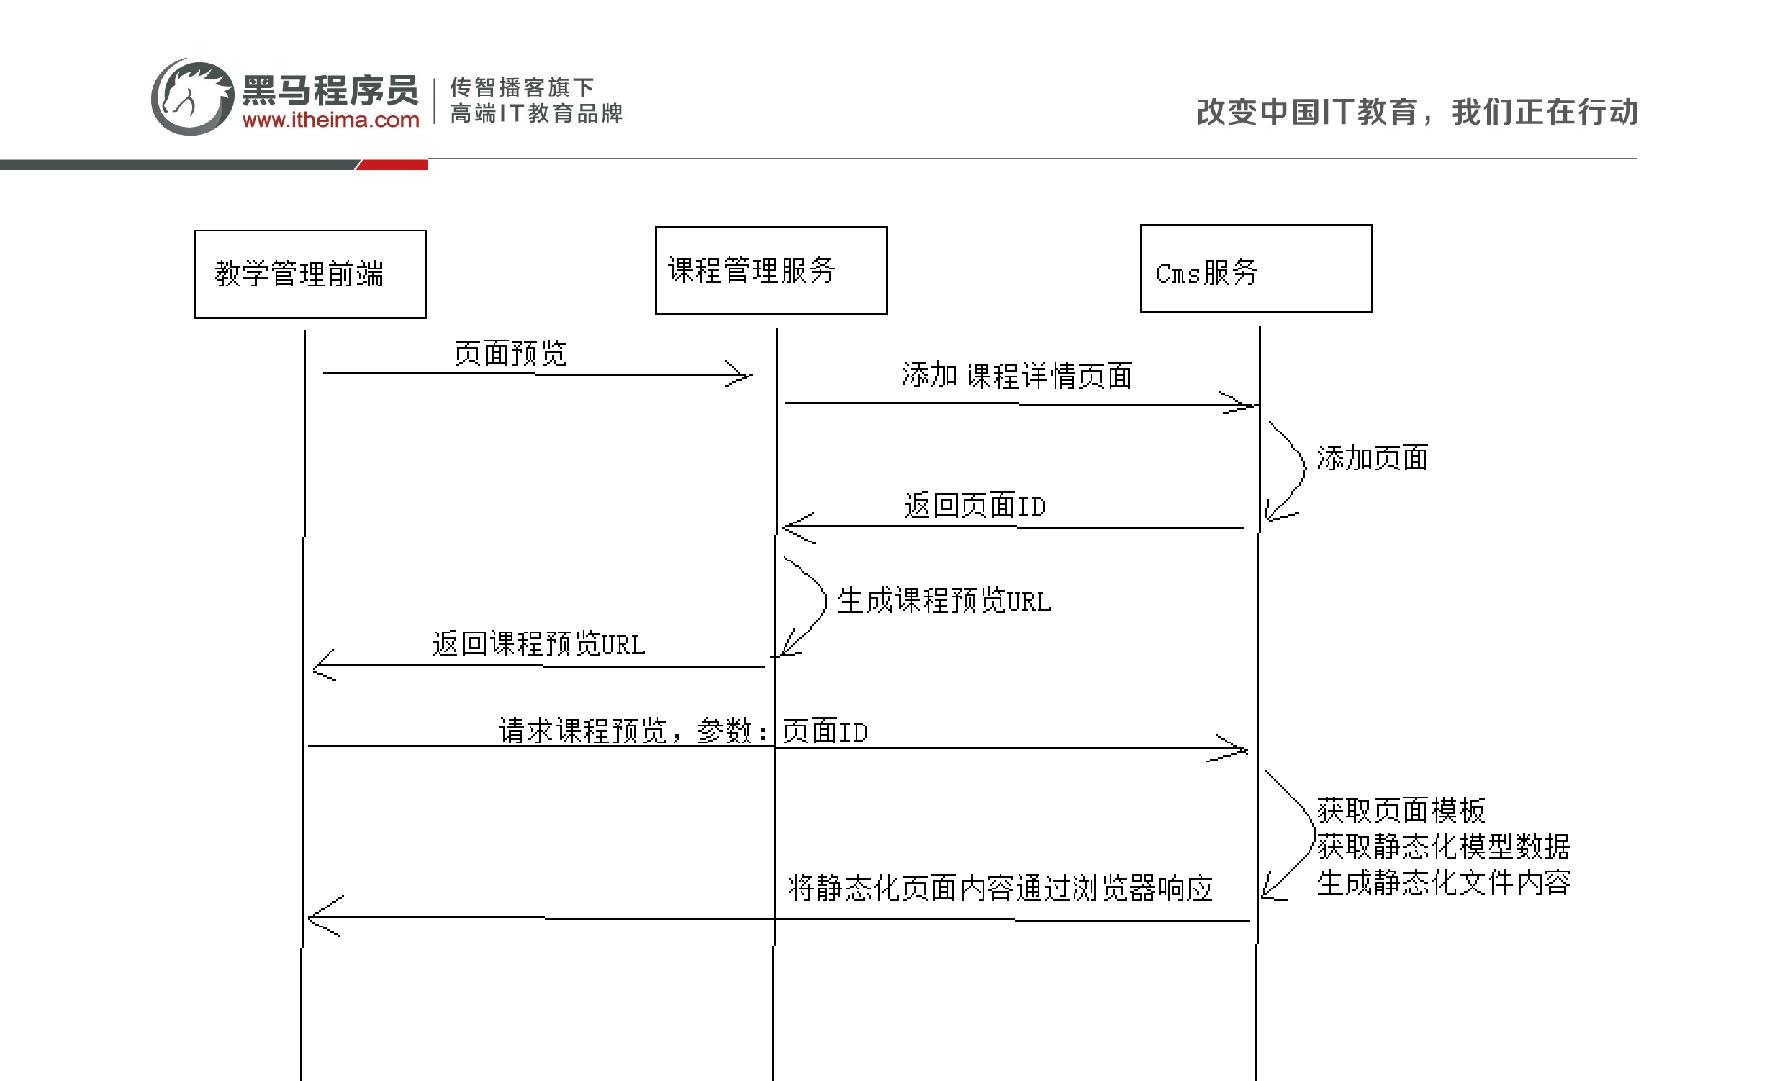 黑马程序员
www.itheima.com
传智播客旗下
高端IT教育品牌
改变中国IT教育，我们正在行动
教学管理前端
课程管理服务
Cms服务
页面预览
添加 课程详情页面
添加页面
返回页面ID
生成课程预览URL
返回课程预览URL
请求课程预览，参数：页面ID
获取页面模板
获取静态化模型数据
生成静态化文件内容
将静态化页面内容通过浏览器响应